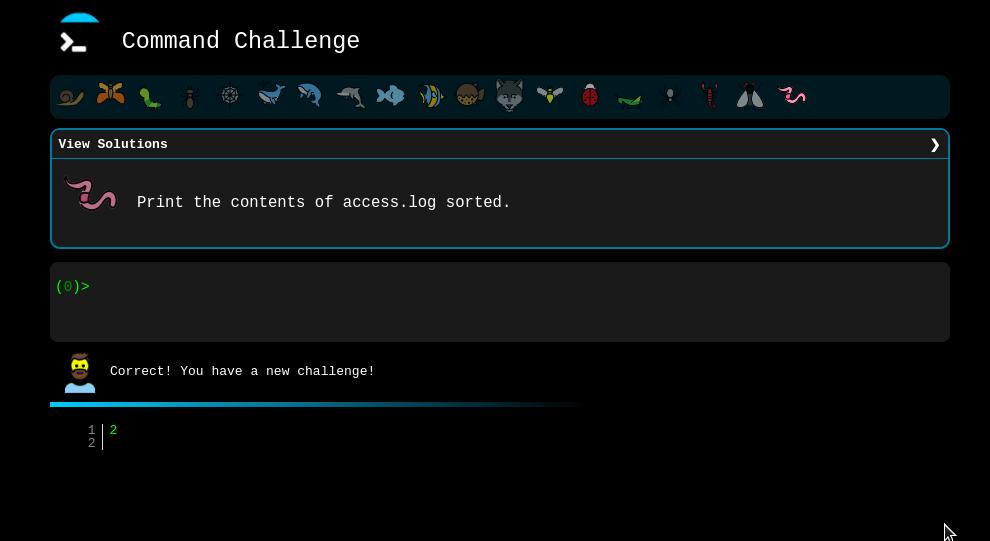 Command Challenge
View Solutions ❯
Print the contents of access.log sorted.
(0)>
Correct! You have a new challenge!
1 2
2